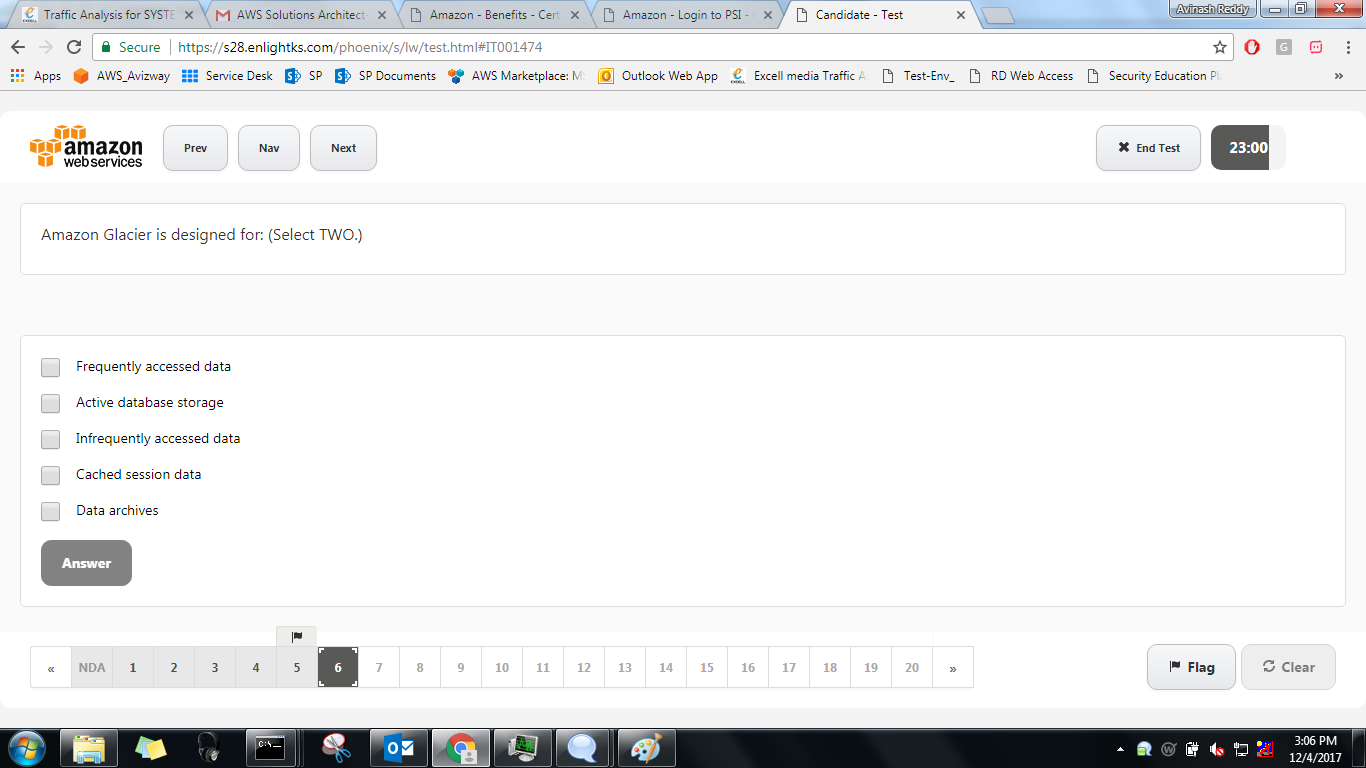 Traffic Analysis for SYSTE
AWS Solutions Architect-
Amazon - Benefits - Cert
Amazon - Login to PSI -
Candidate - Test
Avinash Reddy
Secure
https://s28.enlightks.com/phoenix/s/lw/test.html#IT001474
Apps
AWS_Avizway
Service Desk
SP
SP Documents
AWS Marketplace: M
Outlook Web App
Excell media Traffic A
Test-Env_
RD Web Access
Security Education Pl
»
amazon
webservices
Prev
Nav
Next
✖ End Test
23:00
Amazon Glacier is designed for: (Select TWO.)
Frequently accessed data
Active database storage
Infrequently accessed data
Cached session data
Data archives
Answer
« NDA 1 2 3 4 5 6 7 8 9 10 11 12 13 14 15 16 17 18 19 20 »
Flag
Clear
3:06 PM
12/4/2017